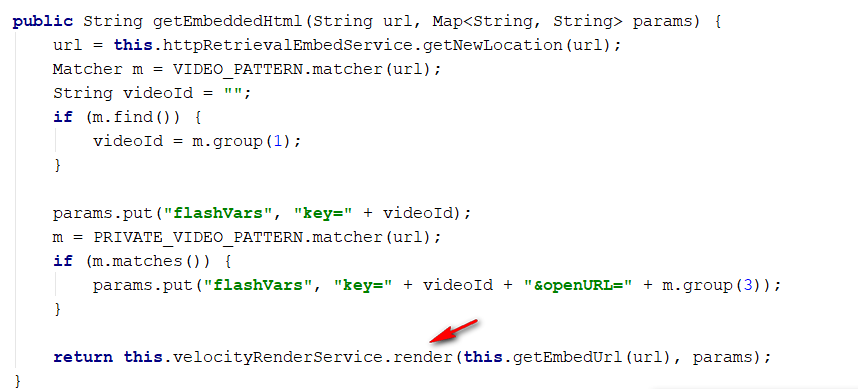 public String getEmbeddedHtml(String url, Map<String, String> params) {
    url = this.httpRetrievalEmbedService.getNewLocation(url);
    Matcher m = VIDEO_PATTERN.matcher(url);
    String videoId = "";
    if (m.find()) {
        videoId = m.group(1);
    }

    params.put("flashVars", "key=" + videoId);
    m = PRIVATE_VIDEO_PATTERN.matcher(url);
    if (m.matches()) {
        params.put("flashVars", "key=" + videoId + "&openURL=" + m.group(3));
    }

    return this.velocityRenderService.render(this.getEmbedUrl(url), params);
}